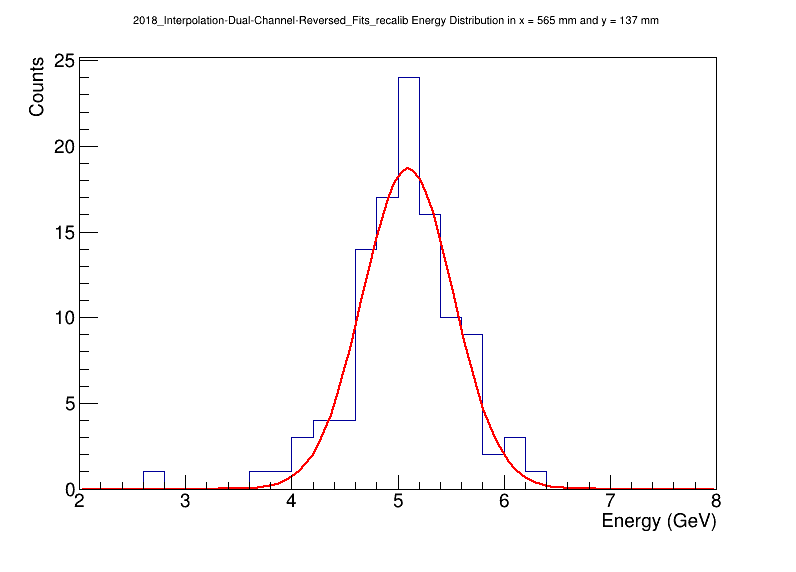 2018_Interpolation-Dual-Channel-Reversed_Fits_recalib Energy Distribution in x = 565 mm and y = 137 mm
Counts
25
20
15
10
5
0
2 3 4 5 6 7 8
Energy (GeV)